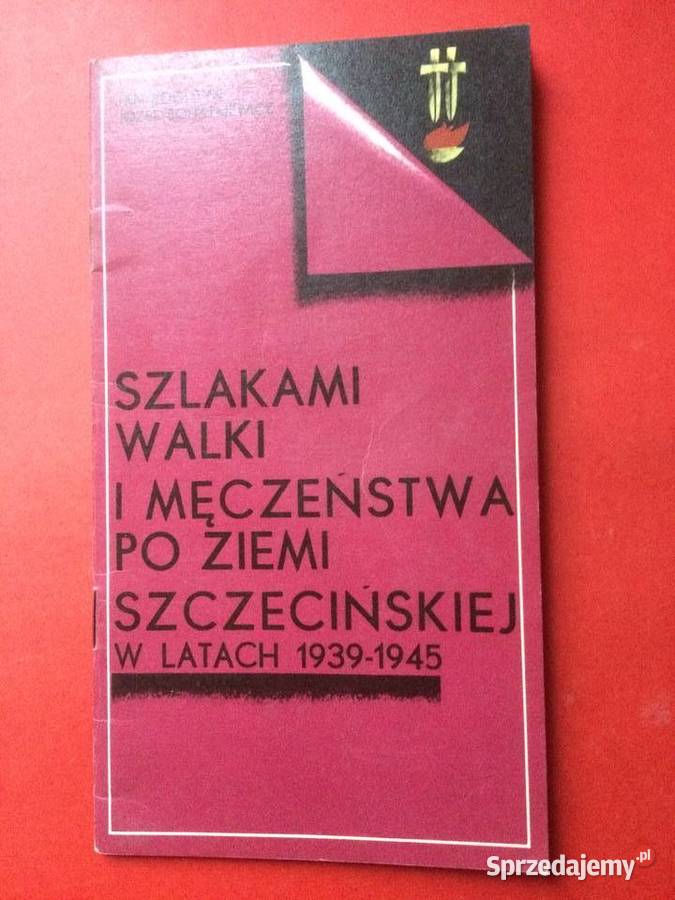 SZLAKAMI
WALKI
I MĘCZEŃSTWA
PO ZIEMI
SZCZECIŃSKIEJ
W LATACH 1939-1945
Sprzedajemy.pl